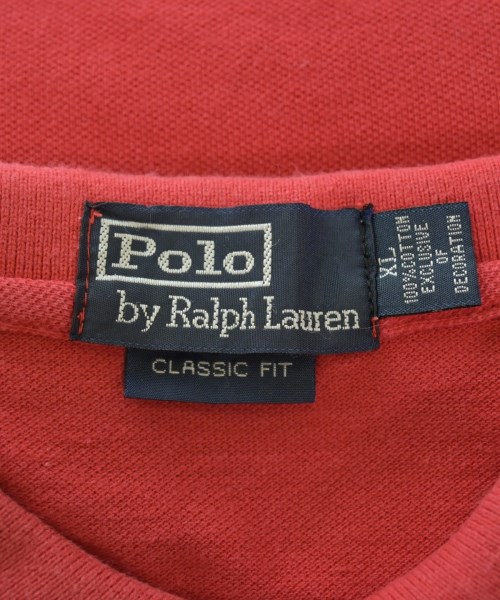 Polo
by Ralph Lauren
CLASSIC FIT
XL
100%COTTON
EXCLUSIVE
OF
DECORATION